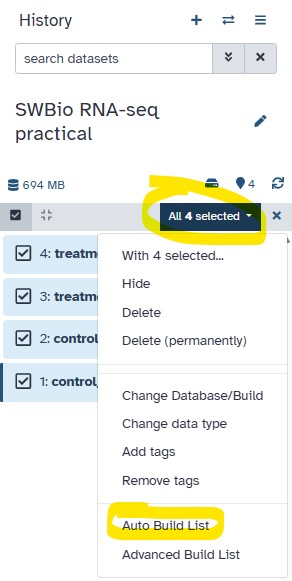 History
search datasets
SWBio RNA-seq
practical
694 MB
4
All 4 selected
4: treatm
3: treatm
2: control
1: control_
With 4 selected...
Hide
Delete
Delete (permanently)
Change Database/Build
Change data type
Add tags
Remove tags
Auto Build List
Advanced Build List